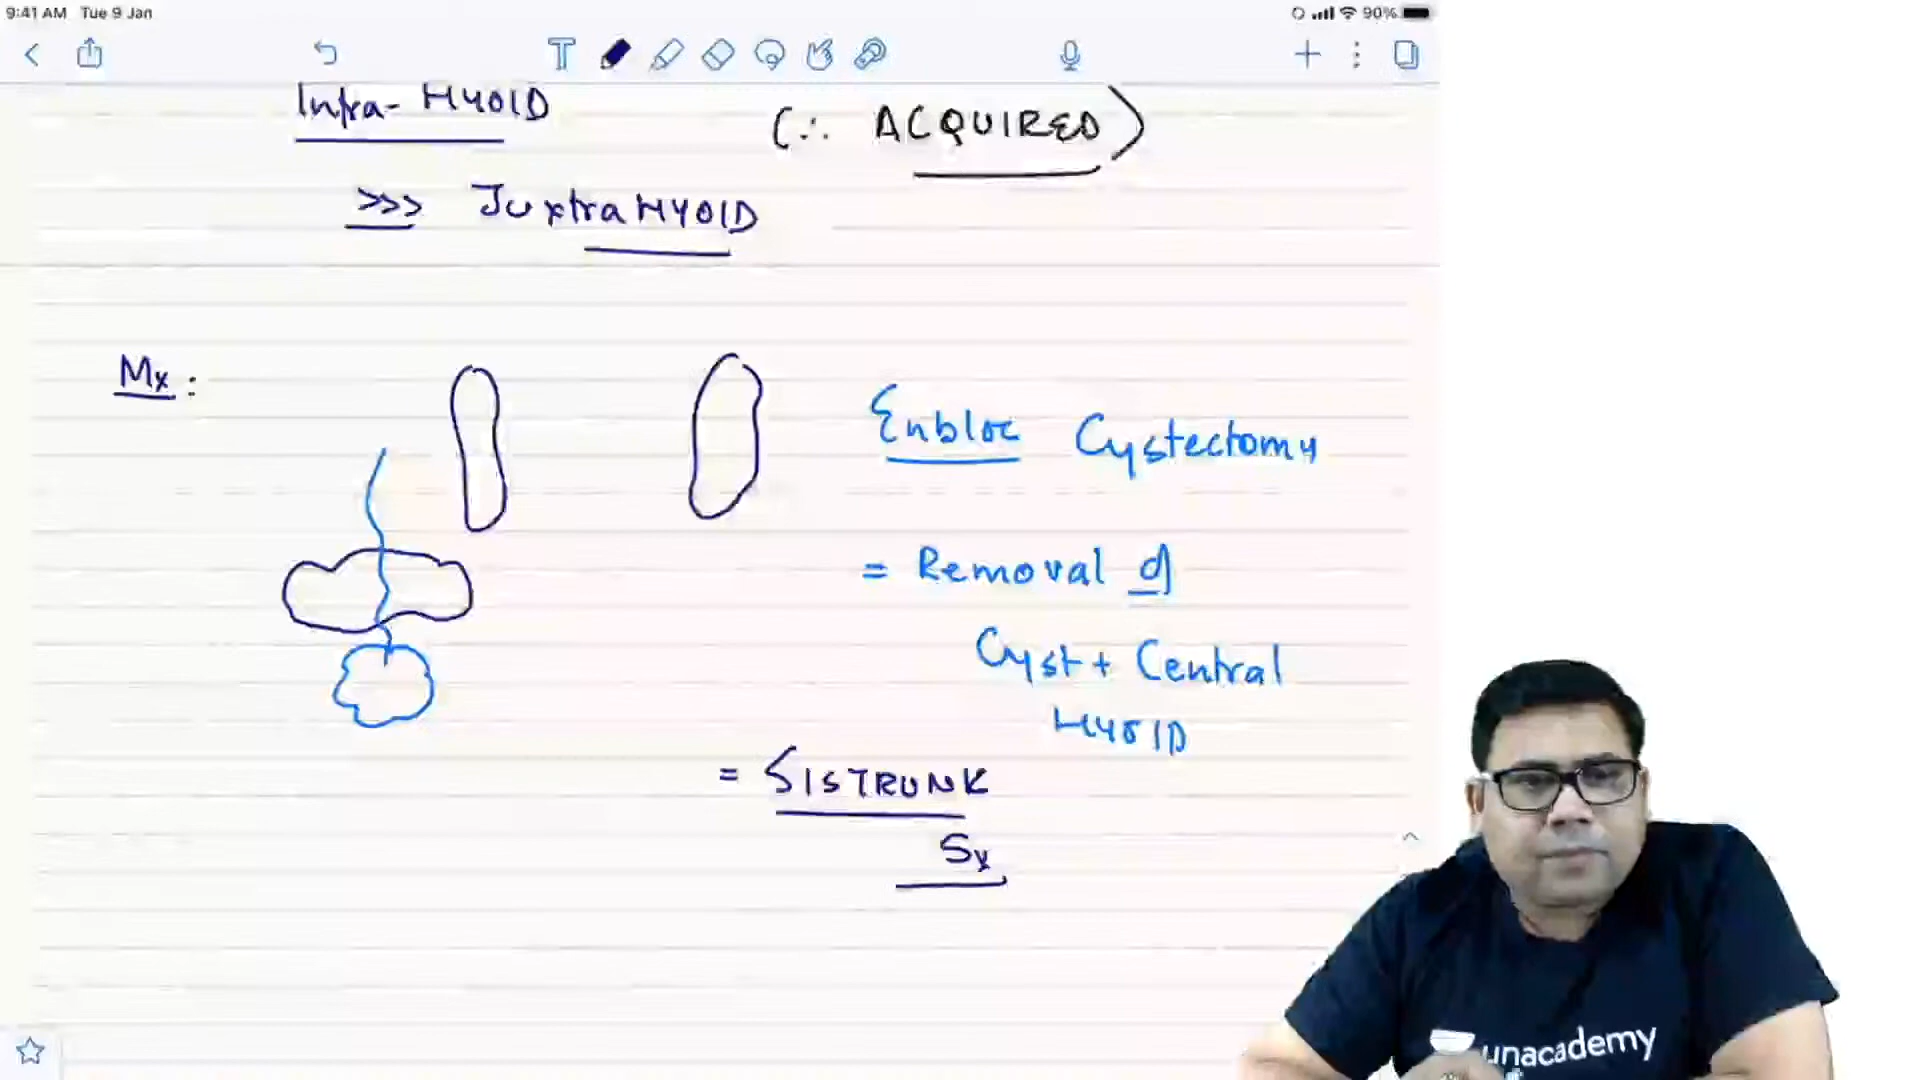 9:41 AM Tue 9 Jan
90%
Infra-HYOID
(∴ ACQUIRED)
>>> JuxtraHYOID
Mx :
Enbloc Cystectomy
= Removal of
Cyst + Central
HYOID
= SISTRUNK
Sx
unacademy